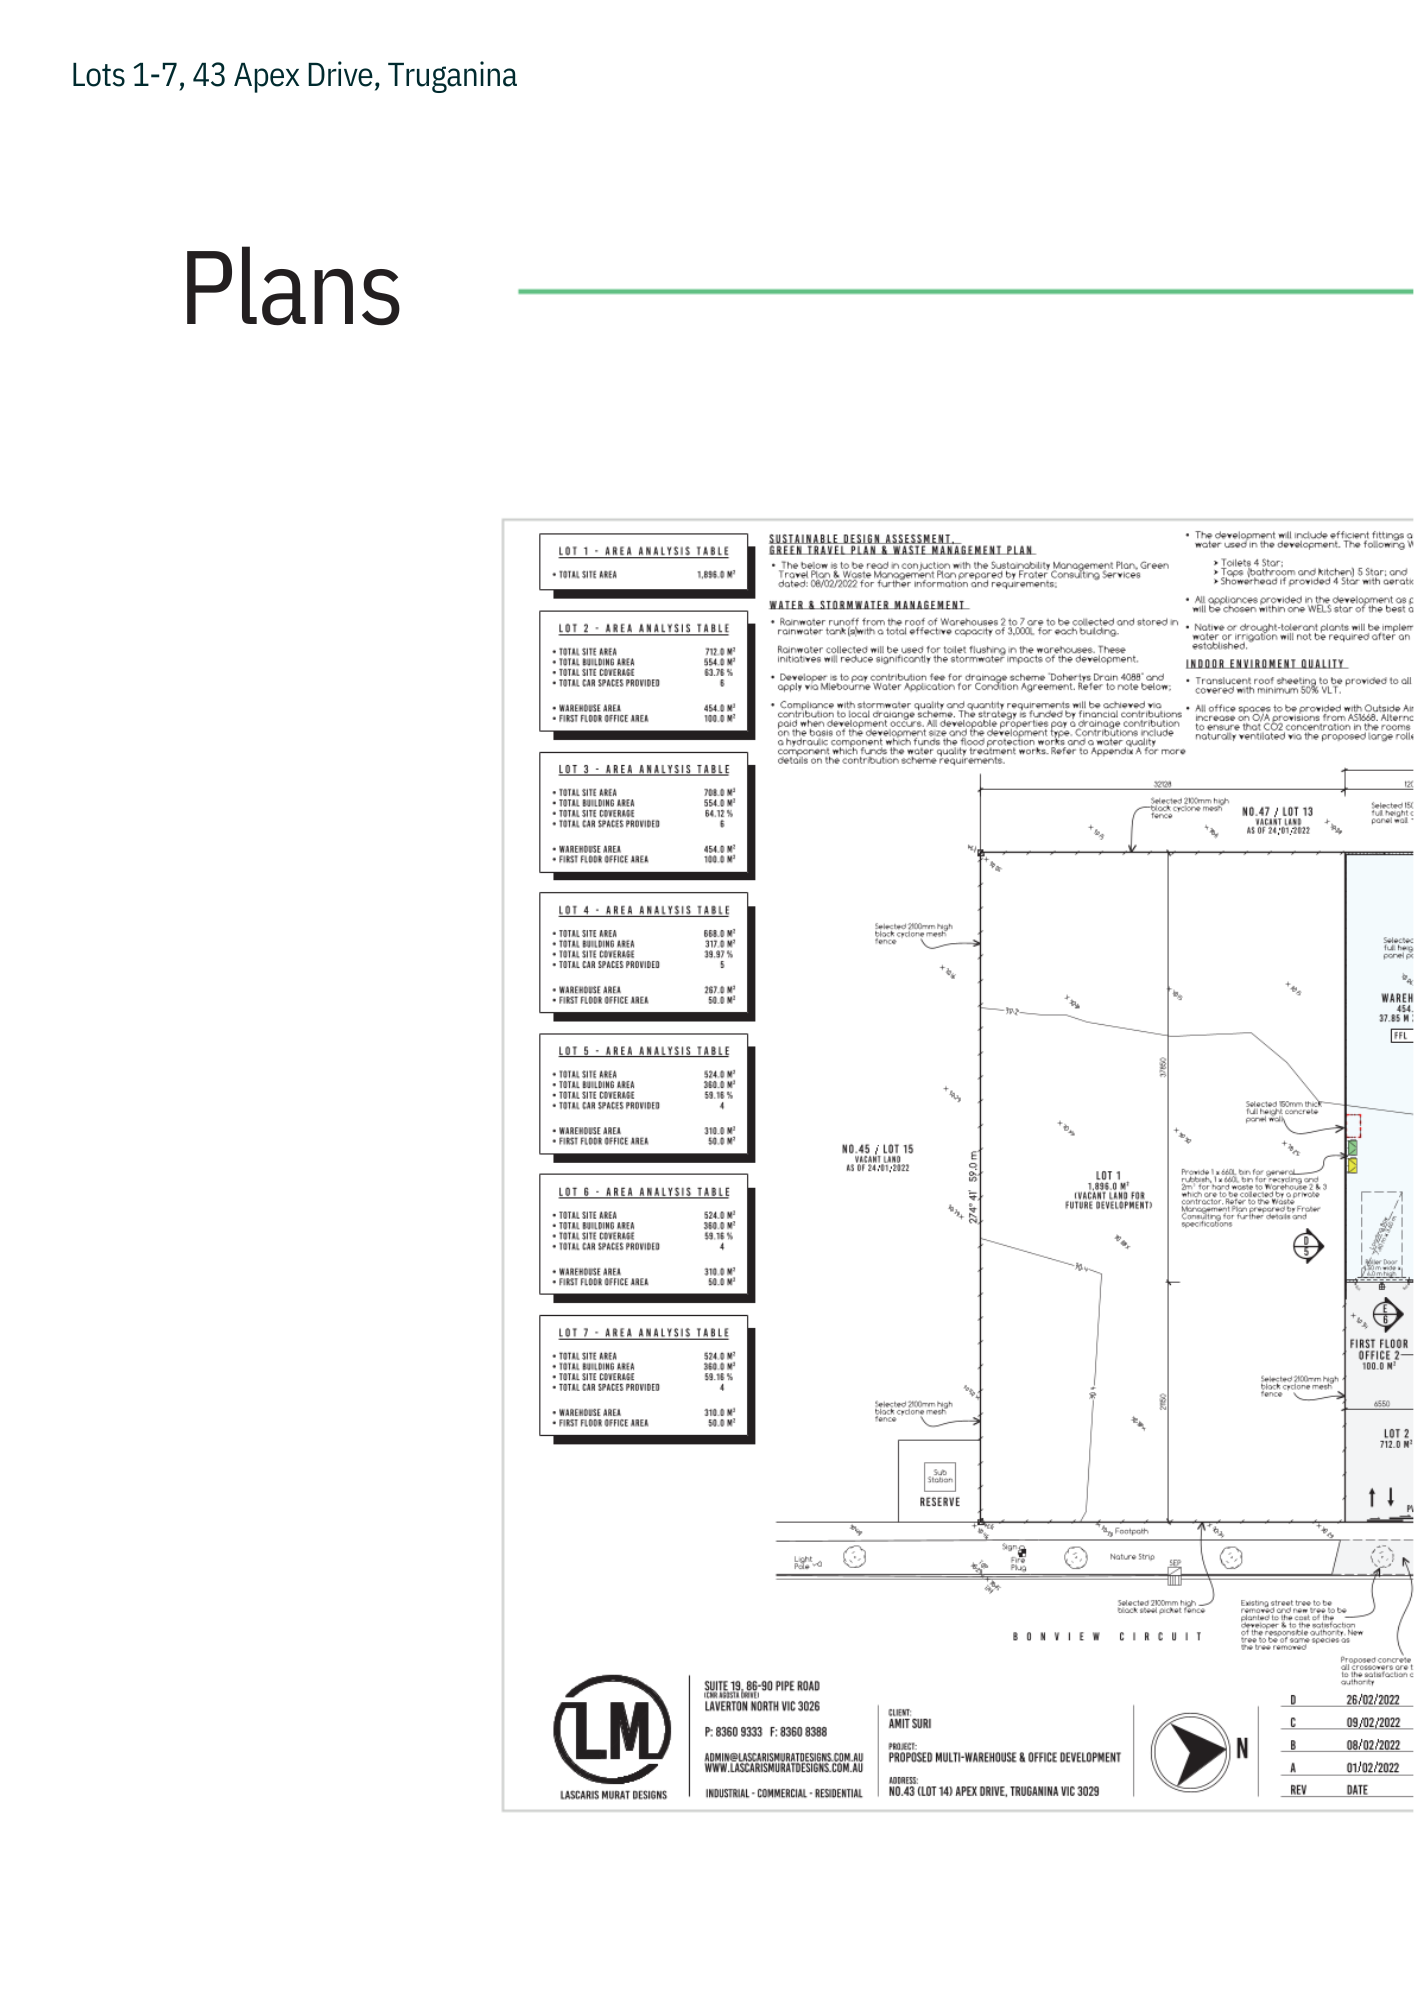 Lots 1-7, 43 Apex Drive, Truganina
Plans
LOT 1 - AREA ANALYSIS TABLE
• TOTAL SITE AREA 1,896.0 M²
LOT 2 - AREA ANALYSIS TABLE
• TOTAL SITE AREA 712.0 M²
• TOTAL BUILDING AREA 554.0 M²
• TOTAL SITE COVERAGE 63.76 %
• TOTAL CAR SPACES PROVIDED 6
• WAREHOUSE AREA 454.0 M²
• FIRST FLOOR OFFICE AREA 100.0 M²
LOT 3 - AREA ANALYSIS TABLE
• TOTAL SITE AREA 708.0 M²
• TOTAL BUILDING AREA 554.0 M²
• TOTAL SITE COVERAGE 64.12 %
• TOTAL CAR SPACES PROVIDED 6
• WAREHOUSE AREA 454.0 M²
• FIRST FLOOR OFFICE AREA 100.0 M²
LOT 4 - AREA ANALYSIS TABLE
• TOTAL SITE AREA 668.0 M²
• TOTAL BUILDING AREA 317.0 M²
• TOTAL SITE COVERAGE 39.97 %
• TOTAL CAR SPACES PROVIDED 5
• WAREHOUSE AREA 267.0 M²
• FIRST FLOOR OFFICE AREA 50.0 M²
LOT 5 - AREA ANALYSIS TABLE
• TOTAL SITE AREA 524.0 M²
• TOTAL BUILDING AREA 360.0 M²
• TOTAL SITE COVERAGE 59.16 %
• TOTAL CAR SPACES PROVIDED 4
• WAREHOUSE AREA 310.0 M²
• FIRST FLOOR OFFICE AREA 50.0 M²
LOT 6 - AREA ANALYSIS TABLE
• TOTAL SITE AREA 524.0 M²
• TOTAL BUILDING AREA 360.0 M²
• TOTAL SITE COVERAGE 59.16 %
• TOTAL CAR SPACES PROVIDED 4
• WAREHOUSE AREA 310.0 M²
• FIRST FLOOR OFFICE AREA 50.0 M²
LOT 7 - AREA ANALYSIS TABLE
• TOTAL SITE AREA 524.0 M²
• TOTAL BUILDING AREA 360.0 M²
• TOTAL SITE COVERAGE 59.16 %
• TOTAL CAR SPACES PROVIDED 4
• WAREHOUSE AREA 310.0 M²
• FIRST FLOOR OFFICE AREA 50.0 M²
SUSTAINABLE DESIGN ASSESSMENT,
GREEN TRAVEL PLAN & WASTE MANAGEMENT PLAN
• The below is to be read in conjuction with the Sustainability Management Plan, Green
Travel Plan & Waste Management Plan prepared by Frater Consulting Services
dated: 08/02/2022 for further information and requirements;
WATER & STORMWATER MANAGEMENT
• Rainwater runoff from the roof of Warehouses 2 to 7 are to be collected and stored in
rainwater tank(s)with a total effective capacity of 3,000L for each building.
Rainwater collected will be used for toilet flushing in the warehouses. These
initiatives will reduce significantly the stormwater impacts of the development.
• Developer is to pay contribution fee for drainage scheme 'Dohertys Drain 4088' and
apply via Mlebourne Water Application for Condition Agreement. Refer to note below;
• Compliance with stormwater quality and quantity requirements will be achieved via
contribution to local draiange scheme. The strategy is funded by financial contributions
paid when development occurs. All developable properties pay a drainage contribution
on the basis of the development size and the development type. Contributions include
a hydraulic component which funds the flood protection works and a water quality
component which funds the water quality treatment works. Refer to Appendix A for more
details on the contribution scheme requirements.
• The development will include efficient fittings a
water used in the development. The following W
➤ Toilets 4 Star;
➤ Taps (bathroom and kitchen) 5 Star; and
➤ Showerhead if provided 4 Star with aeratio
• All appliances provided in the development as p
will be chosen within one WELS star of the best a
• Native or drought-tolerant plants will be implem
water or irrigation will not be required after an
established.
INDOOR ENVIROMENT QUALITY
• Translucent roof sheeting to be provided to all
covered with minimum 50% VLT.
• All office spaces to be provided with Outside Air
increase on O/A provisions from AS1668. Alterna
to ensure that CO2 concentration in the rooms
naturally ventilated via the proposed large rolle
32128
120
Selected 2100mm high
black cyclone mesh
fence
NO.47 / LOT 13
VACANT LAND
AS OF 24/01/2022
Selected 150
full height c
panel wall
Selected 2100mm high
black cyclone mesh
fence
Selected
full heig
panel pa
WAREH
454.
37.85 M
FFL
10.2
37850
Selected 150mm thick
full height concrete
panel wall
NO.45 / LOT 15
VACANT LAND
AS OF 24/01/2022
274° 41' 59.0 m
LOT 1
1,896.0 M²
(VACANT LAND FOR
FUTURE DEVELOPMENT)
Provide 1 x 660L bin for general
rubbish, 1 x 660L bin for recycling and
2m³ for hard waste to Warehouse 2 & 3
which are to be collected by a private
contractor. Refer to the Waste
Management Plan prepared by Frater
Consulting for further details and
specifications
D
5
E
6
FIRST FLOOR
OFFICE 2
100.0 M²
Selected 2100mm high
black cyclone mesh
fence
6550
21150
LOT 2
712.0 M²
Selected 2100mm high
black cyclone mesh
fence
Sub
Station
RESERVE
Footpath
Light
Pole
Sign
Fire
Plug
Nature Strip
SEP
Selected 2100mm high
black steel picket fence
Existing street tree to be
removed and new tree to be
planted to the cost of the
developer & to the satisfaction
of the responsible authority. New
tree to be of same species as
the tree removed
BONVIEW CIRCUIT
Proposed concrete
all crossovers are t
to the satisfaction o
authority
LM
LASCARIS MURAT DESIGNS
SUITE 19, 86-90 PIPE ROAD
(CNR AGOSTA DRIVE)
LAVERTON NORTH VIC 3026
P: 8360 9333 F: 8360 8388
ADMIN@LASCARISMURATDESIGNS.COM.AU
WWW.LASCARISMURATDESIGNS.COM.AU
INDUSTRIAL - COMMERCIAL - RESIDENTIAL
CLIENT:
AMIT SURI
PROJECT:
PROPOSED MULTI-WAREHOUSE & OFFICE DEVELOPMENT
ADDRESS:
NO.43 (LOT 14) APEX DRIVE, TRUGANINA VIC 3029
N
D 26/02/2022
C 09/02/2022
B 08/02/2022
A 01/02/2022
REV DATE